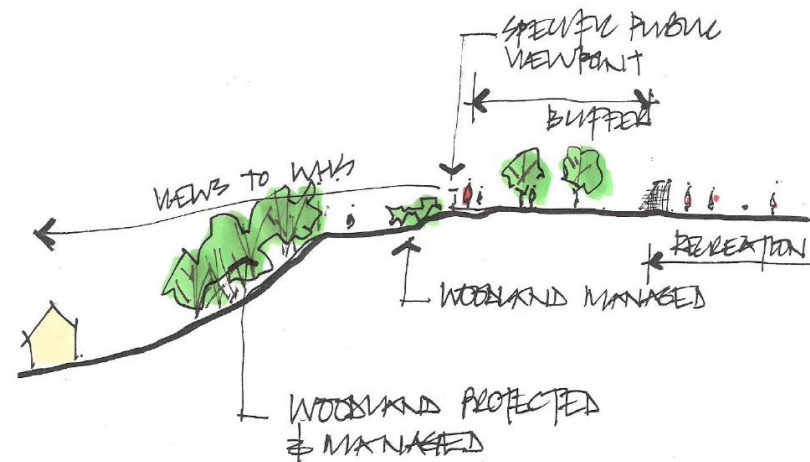 SPECIFIC PUBLIC
VIEWPOINT
BUFFER
VIEWS TO WHS
RECREATION
WOODLAND MANAGED
WOODLAND PROTECTED
& MANAGED